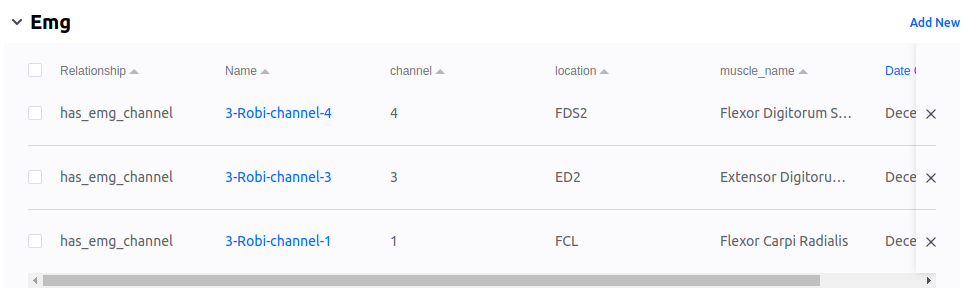 Emg
Add New
Relationship Name channel location muscle_name Date
has_emg_channel 3-Robi-channel-4 4 FDS2 Flexor Digitorum S… Dece
has_emg_channel 3-Robi-channel-3 3 ED2 Extensor Digitoru… Dece
has_emg_channel 3-Robi-channel-1 1 FCL Flexor Carpi Radialis Dece